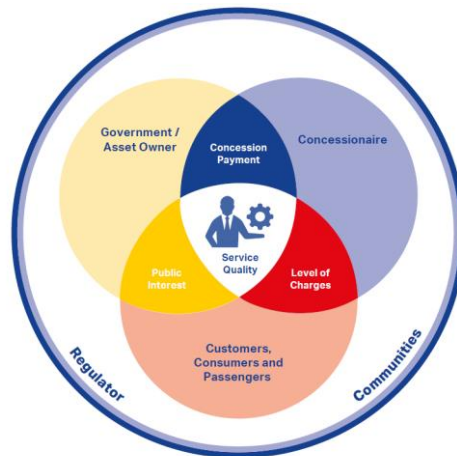 Government /
Asset Owner
Concession
Payment
Concessionaire
Service
Quality
Public
Interest
Level of
Charges
Customers,
Consumers and
Passengers
Regulator
Communities